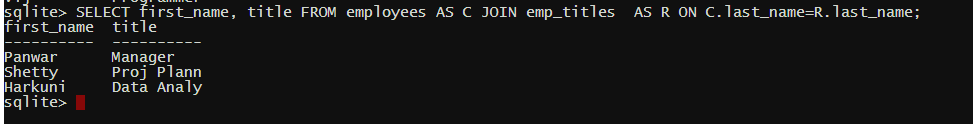 sqlite> SELECT first_name, title FROM employees AS C JOIN emp_titles  AS R ON C.last_name=R.last_name;
first_name  title
----------  ----------
Panwar      Manager
Shetty      Proj Plann
Harkuni     Data Analy
sqlite>